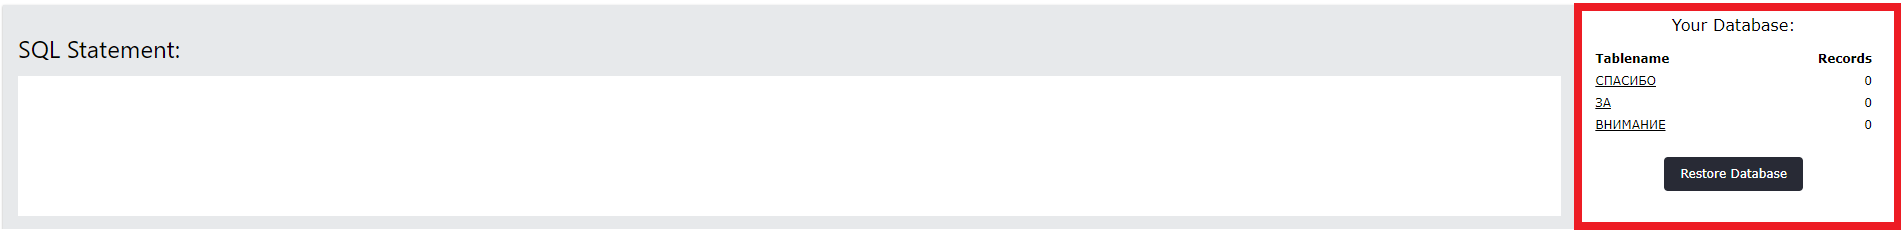 SQL Statement:
Your Database:
Tablename Records
СПАСИБО 0
ЗА 0
ВНИМАНИЕ 0
Restore Database